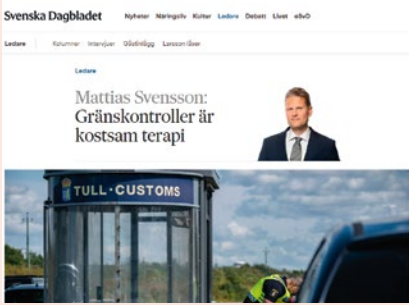 Svenska Dagbladet
Nyheter Näringsliv Kultur Ledare Debatt Livet eSvD
Ledare
Kolumner Intervjuer Gästinlägg Larsson läser
Ledare
Mattias Svensson:
Gränskontroller är
kostsam terapi
TULL·CUSTOMS